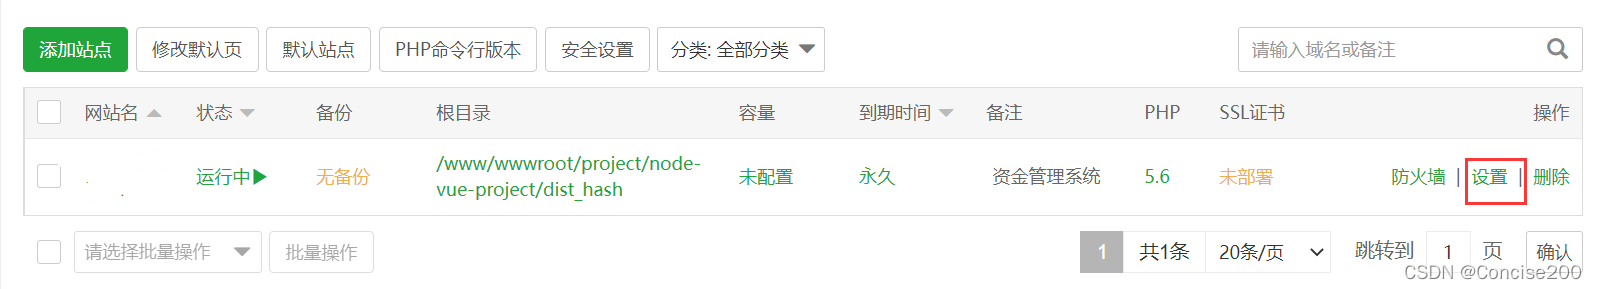 添加站点 修改默认页 默认站点 PHP命令行版本 安全设置 分类: 全部分类 请输入域名或备注
网站名 状态 备份 根目录 容量 到期时间 备注 PHP SSL证书 操作
运行中 无备份 /www/wwwroot/project/node-vue-project/dist_hash 未配置 永久 资金管理系统 5.6 未部署 防火墙 | 设置 | 删除
请选择批量操作 批量操作 1 共1条 20条/页 跳转到 1 页 确认
CSDN @Concise200